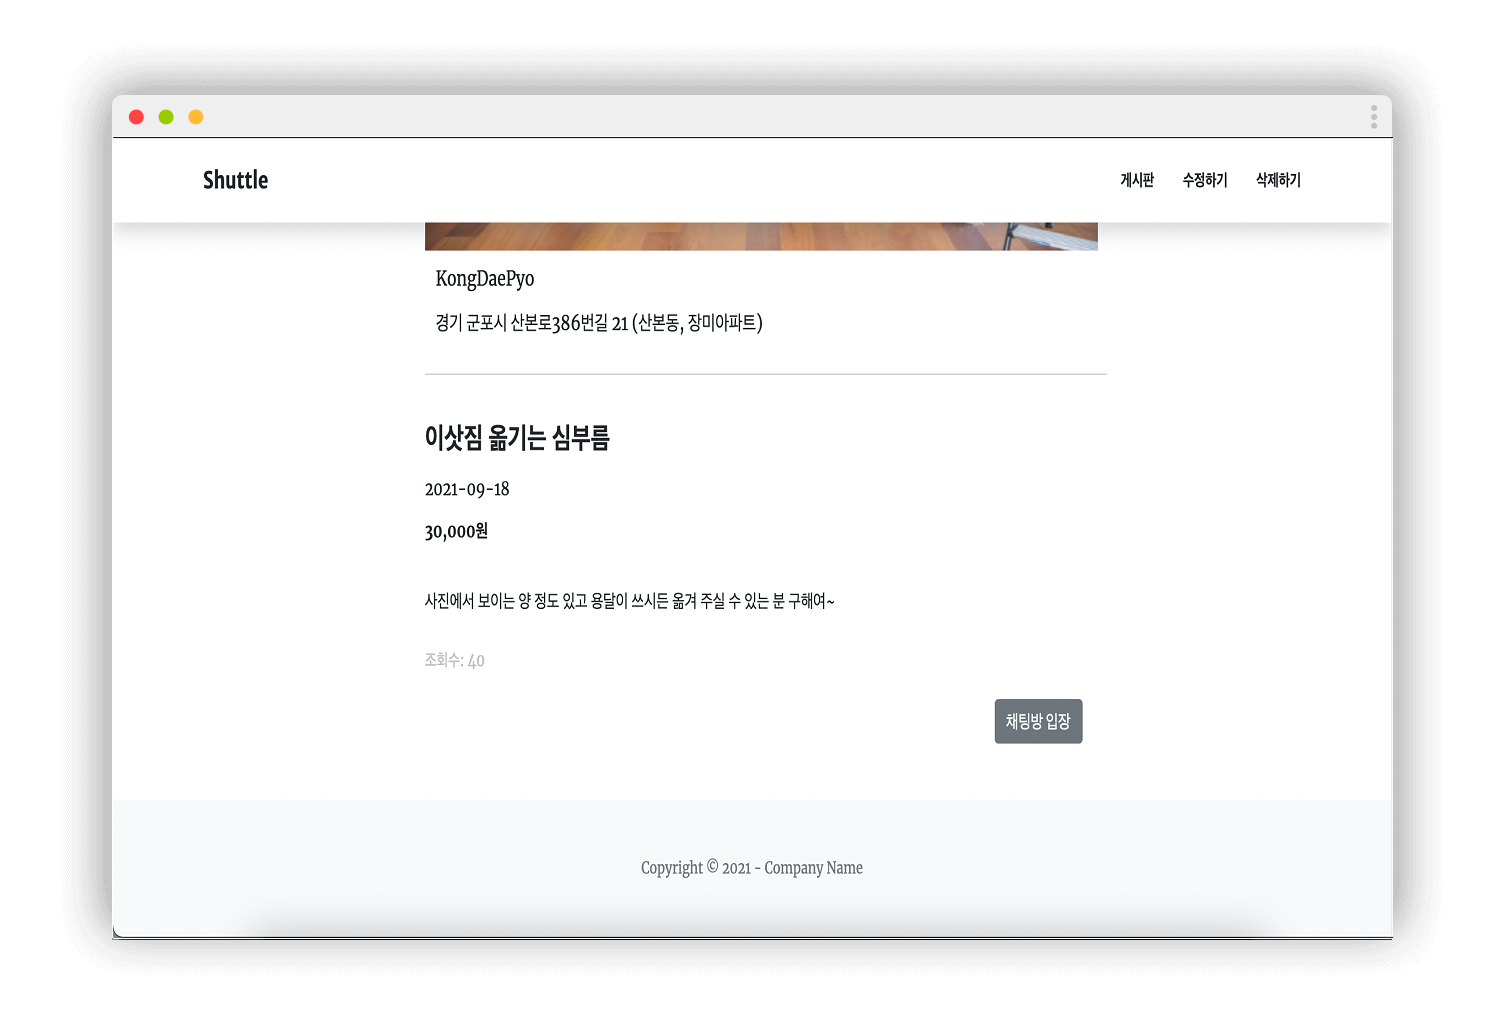 Shuttle
게시판 수정하기 삭제하기
KongDaePyo
경기 군포시 산본로386번길 21 (산본동, 장미아파트)
이삿짐 옮기는 심부름
2021-09-18
30,000원
사진에서 보이는 양 정도 있고 용달이 쓰시든 옮겨 주실 수 있는 분 구해여~
조회수: 40
채팅방 입장
Copyright © 2021 - Company Name